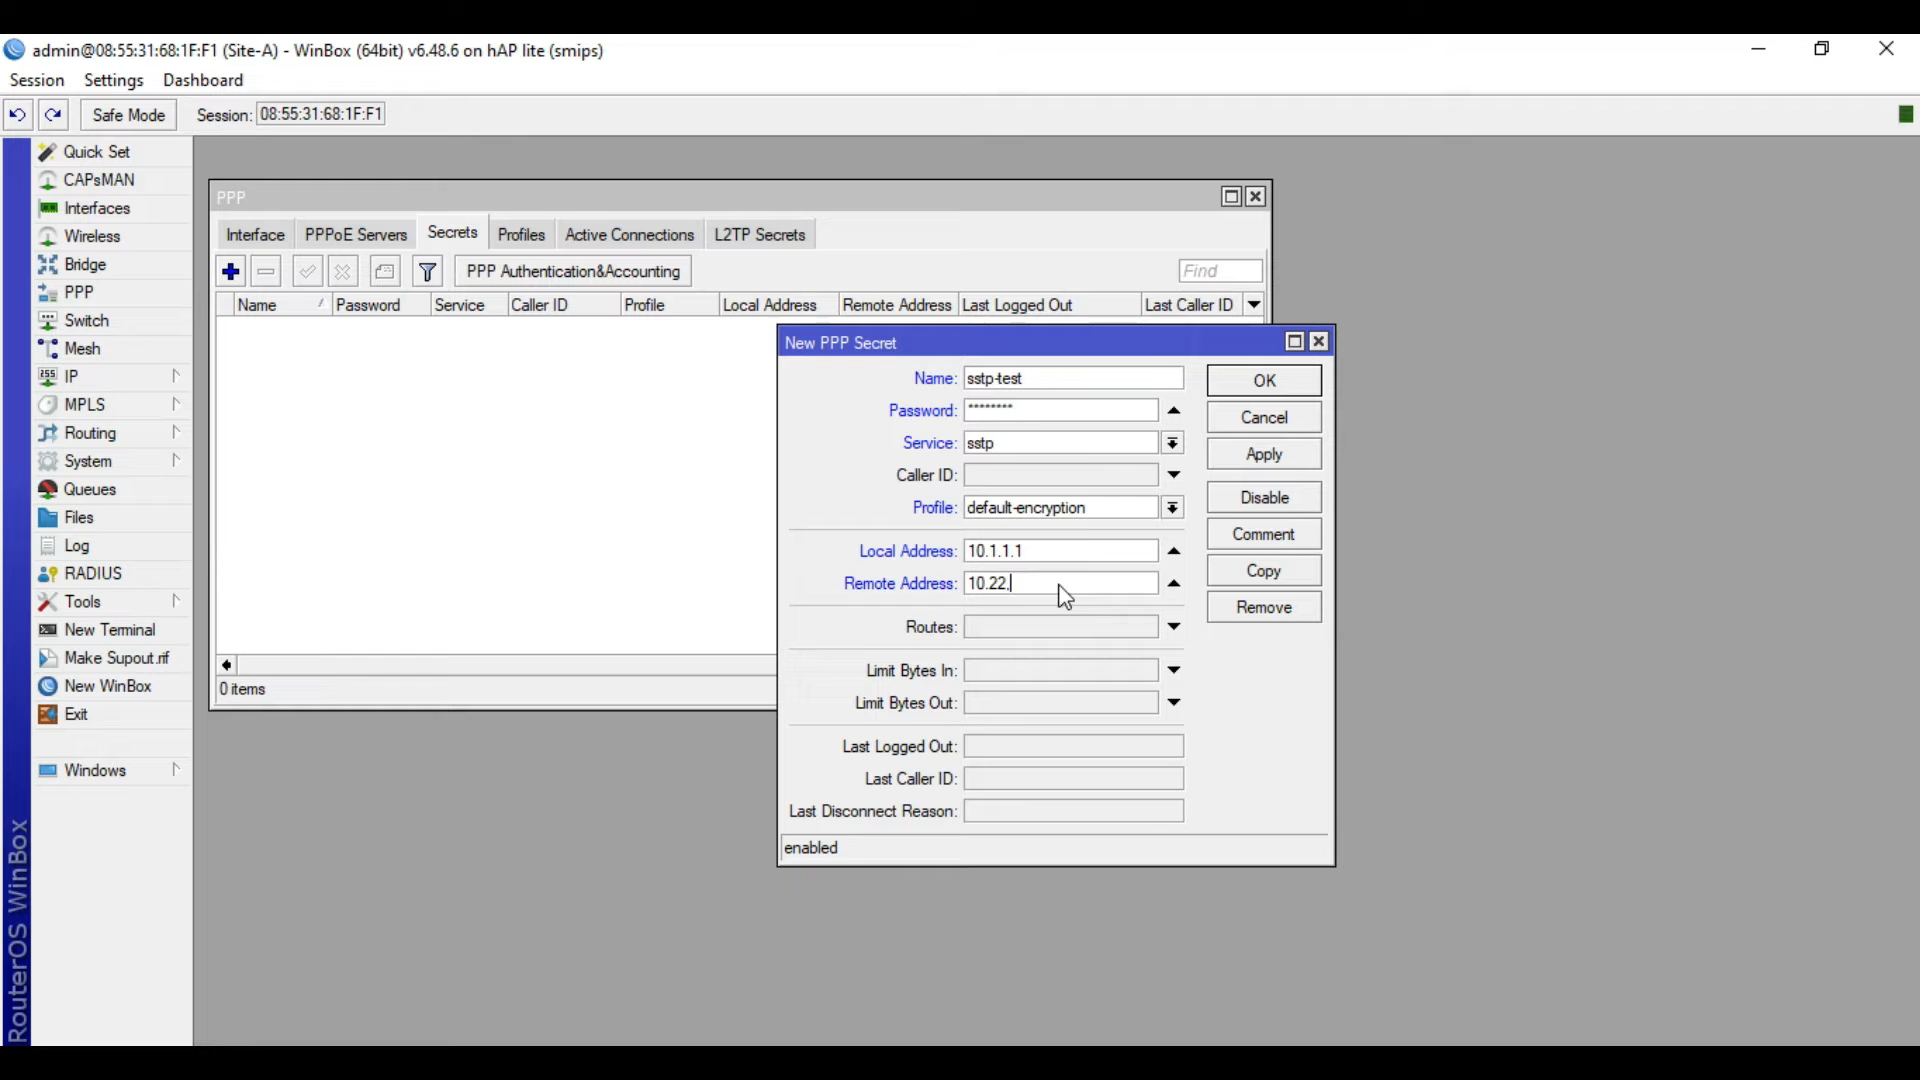 admin@08:55:31:68:1F:F1 (Site-A) - WinBox (64bit) v6.48.6 on hAP lite (smips)
Session Settings Dashboard
Safe Mode Session: 08:55:31:68:1F:F1
Quick Set
CAPsMAN
Interfaces
Wireless
Bridge
PPP
Switch
Mesh
IP
MPLS
Routing
System
Queues
Files
Log
RADIUS
Tools
New Terminal
Make Supout.rif
New WinBox
Exit
Windows
RouterOS WinBox
PPP
Interface PPPoE Servers Secrets Profiles Active Connections L2TP Secrets
PPP Authentication&Accounting Find
Name Password Service Caller ID Profile Local Address Remote Address Last Logged Out Last Caller ID
0 items
New PPP Secret
Name: sstp-test
Password: ********
Service: sstp
Caller ID:
Profile: default-encryption
Local Address: 10.1.1.1
Remote Address: 10.22.
Routes:
Limit Bytes In:
Limit Bytes Out:
Last Logged Out:
Last Caller ID:
Last Disconnect Reason:
enabled
OK
Cancel
Apply
Disable
Comment
Copy
Remove